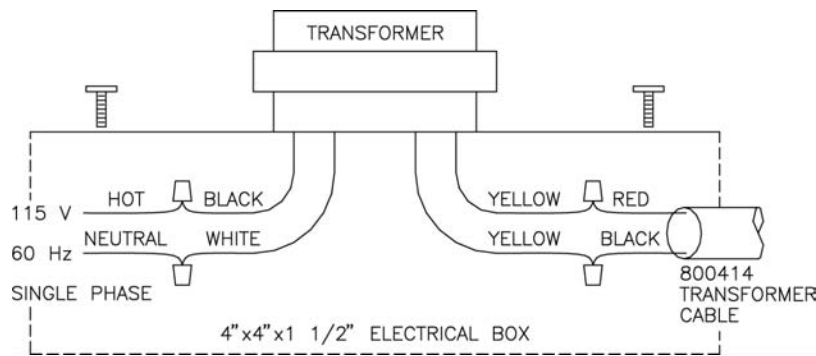 TRANSFORMER
HOT BLACK YELLOW RED
115 V
NEUTRAL WHITE YELLOW BLACK
60 Hz
SINGLE PHASE
800414
TRANSFORMER
CABLE
4"x4"x1 1/2" ELECTRICAL BOX